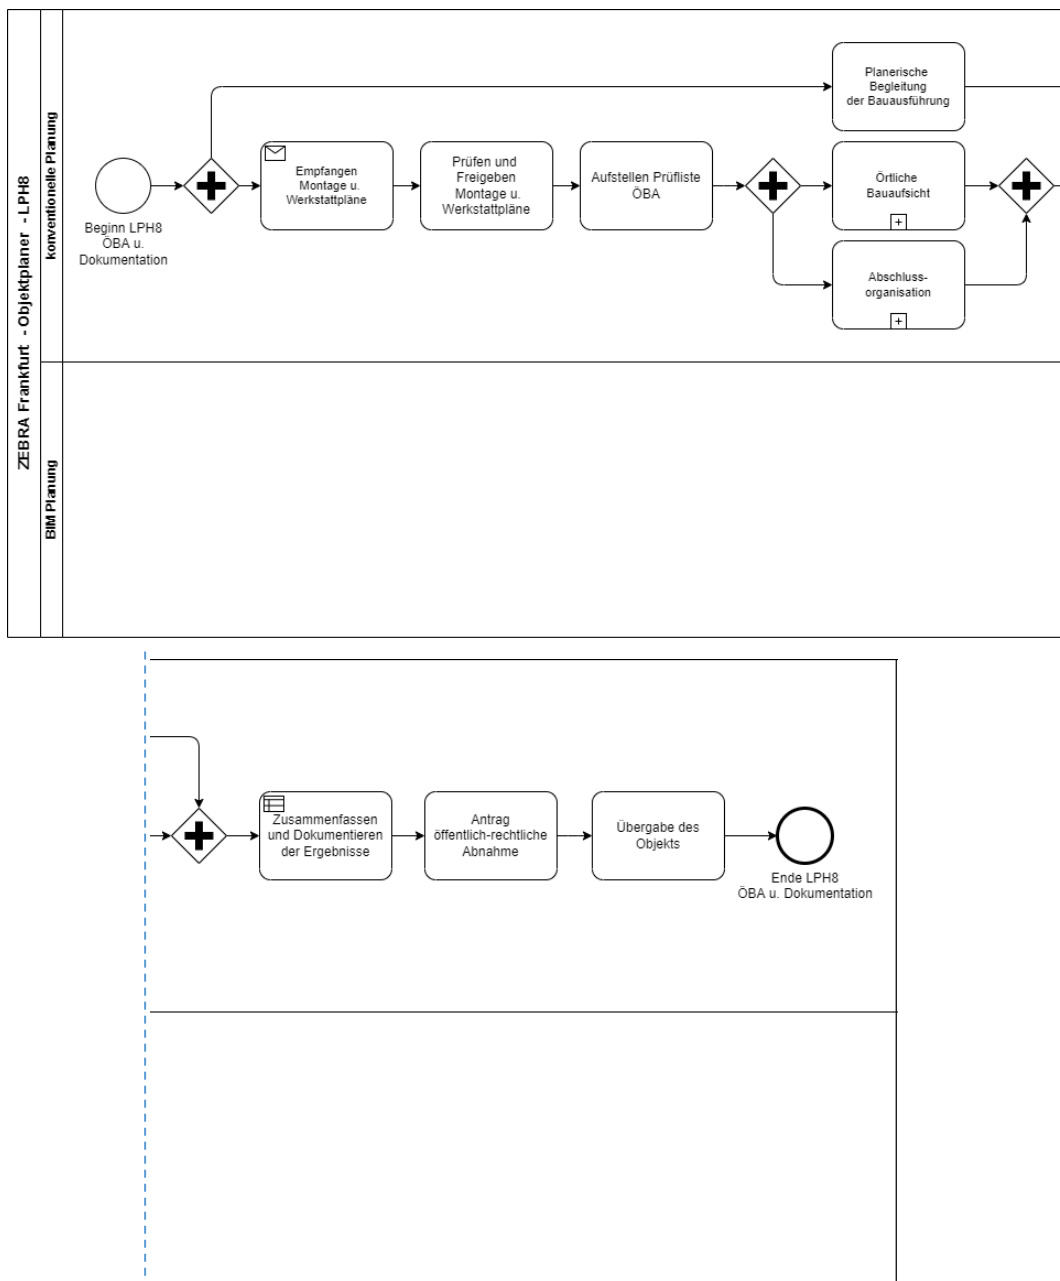 ZEBRA Frankfurt - Objektplaner - LPH8
konventionelle Planung
BIM Planung
Beginn LPH8
ÖBA u.
Dokumentation
Empfangen
Montage u.
Werkstattpläne
Prüfen und
Freigeben
Montage u.
Werkstattpläne
Aufstellen Prüfliste
ÖBA
Planerische
Begleitung
der Bauausführung
Örtliche
Bauaufsicht
Abschluss-
organisation
Zusammenfassen
und Dokumentieren
der Ergebnisse
Antrag
öffentlich-rechtliche
Abnahme
Übergabe des
Objekts
Ende LPH8
ÖBA u. Dokumentation